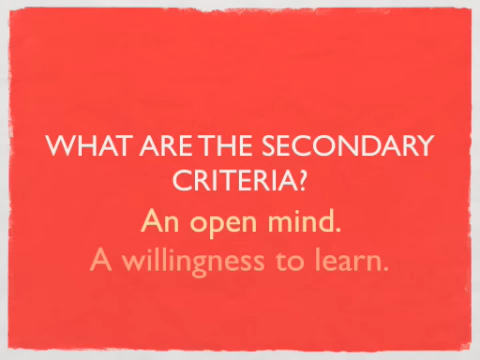 WHAT ARE THE SECONDARY
CRITERIA?
An open mind.
A willingness to learn.